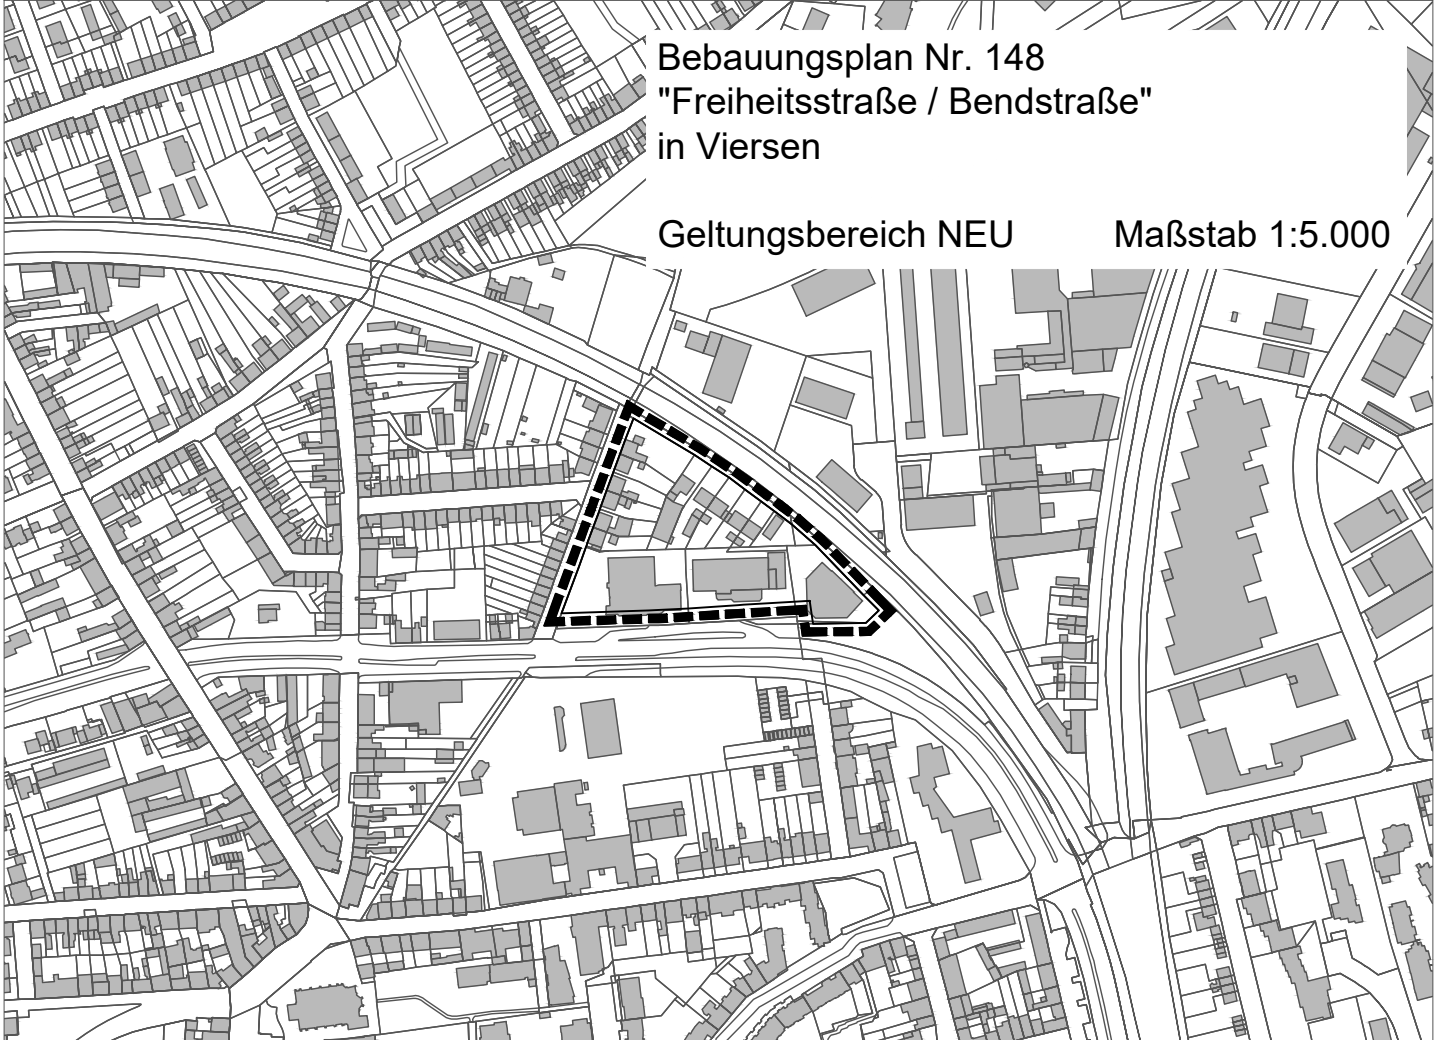 Bebauungsplan Nr. 148
"Freiheitsstraße / Bendstraße"
in Viersen
Geltungsbereich NEU Maßstab 1:5.000